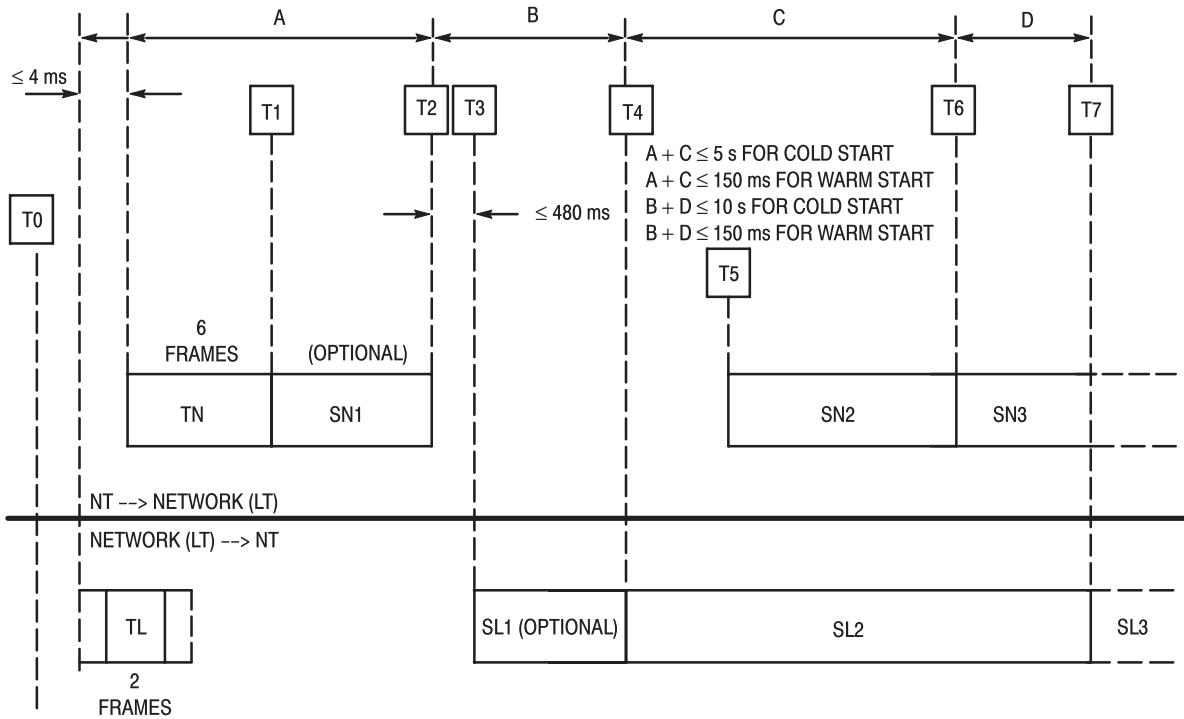 A
B
C
D
≤ 4 ms
T1
T2
T3
T4
T6
T7
A + C ≤ 5 s FOR COLD START
A + C ≤ 150 ms FOR WARM START
B + D ≤ 10 s FOR COLD START
B + D ≤ 150 ms FOR WARM START
T0
≤ 480 ms
T5
6
FRAMES
(OPTIONAL)
TN
SN1
SN2
SN3
NT --> NETWORK (LT)
NETWORK (LT) --> NT
TL
SL1 (OPTIONAL)
SL2
SL3
2
FRAMES